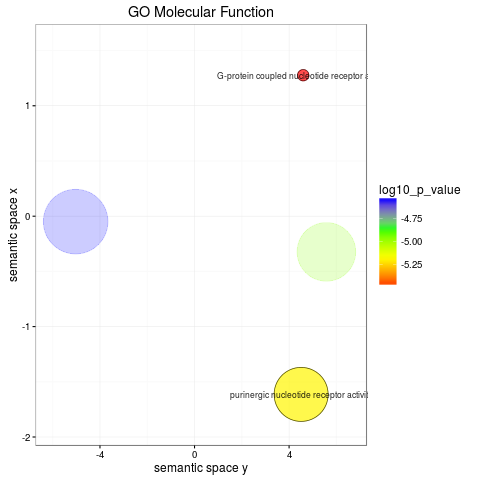 GO Molecular Function
G-protein coupled nucleotide receptor a
1
0
-1
-2
semantic space x
purinergic nucleotide receptor activit
-4
0
4
semantic space y
log10_p_value
-4.75
-5.00
-5.25